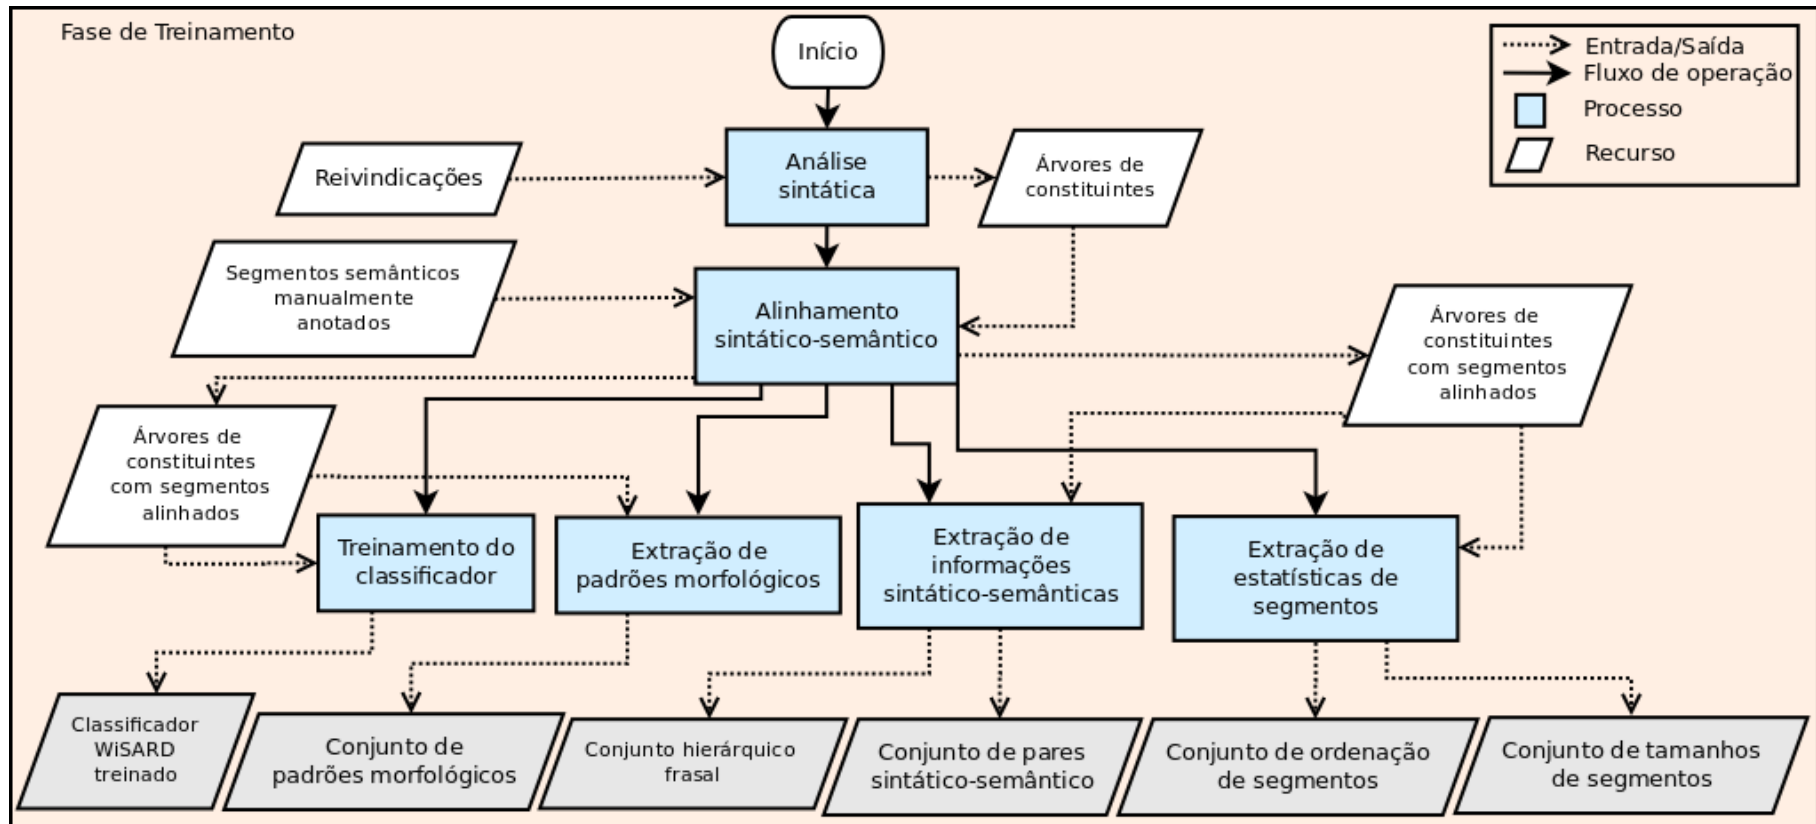 Fase de Treinamento
Início
Entrada/Saída
Fluxo de operação
Processo
Recurso
Reivindicações
Análise
sintática
Árvores de
constituintes
Segmentos semânticos
manualmente
anotados
Alinhamento
sintático-semântico
Árvores de
constituintes
com segmentos
alinhados
Árvores de
constituintes
com segmentos
alinhados
Treinamento do
classificador
Extração de
padrões morfológicos
Extração de
informações
sintático-semânticas
Extração de
estatísticas de
segmentos
Classificador
WiSARD
treinado
Conjunto de
padrões morfológicos
Conjunto hierárquico
frasal
Conjunto de pares
sintático-semântico
Conjunto de ordenação
de segmentos
Conjunto de tamanhos
de segmentos